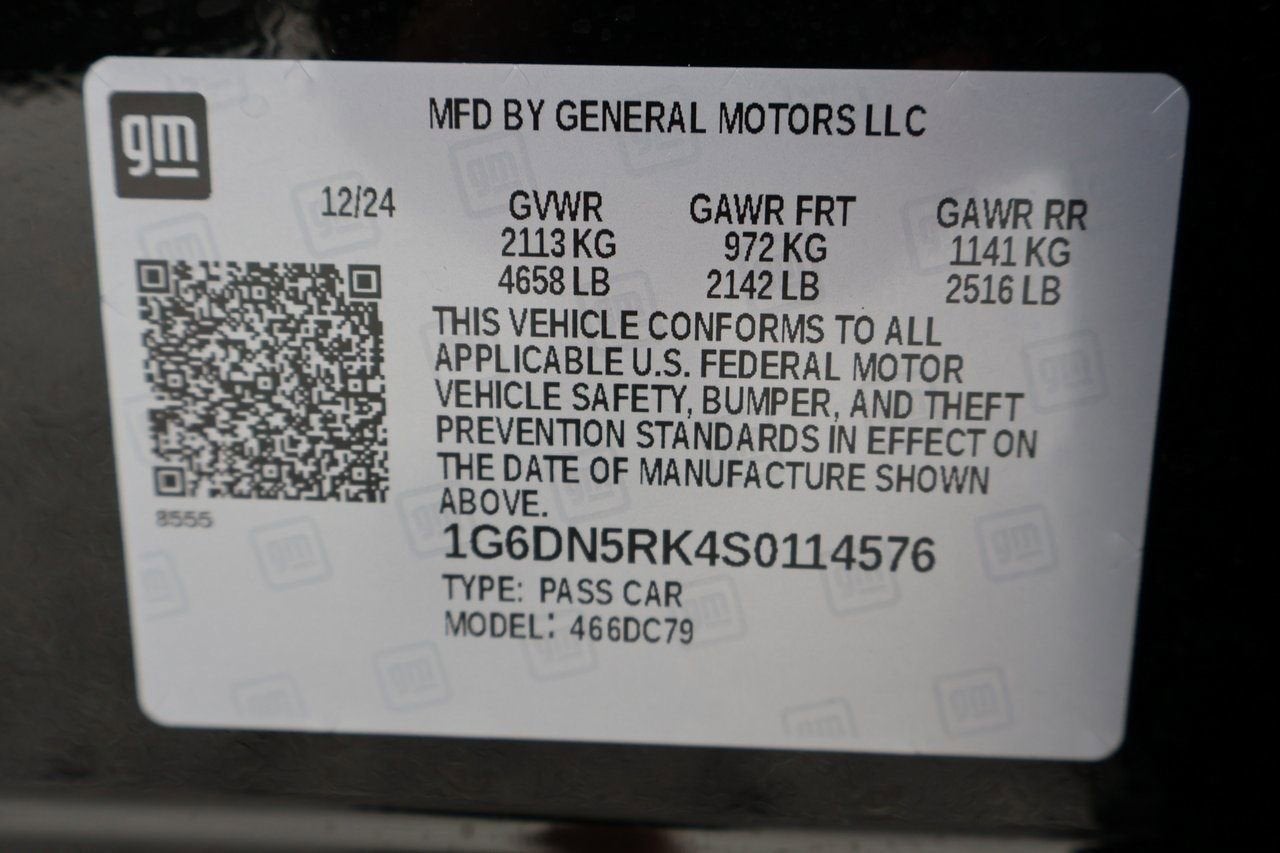 gm
MFD BY GENERAL MOTORS LLC
12/24 GVWR GAWR FRT GAWR RR
2113 KG 972 KG 1141 KG
4658 LB 2142 LB 2516 LB
THIS VEHICLE CONFORMS TO ALL
APPLICABLE U.S. FEDERAL MOTOR
VEHICLE SAFETY, BUMPER, AND THEFT
PREVENTION STANDARDS IN EFFECT ON
THE DATE OF MANUFACTURE SHOWN
ABOVE.
8555
1G6DN5RK4S0114576
TYPE: PASS CAR
MODEL: 466DC79